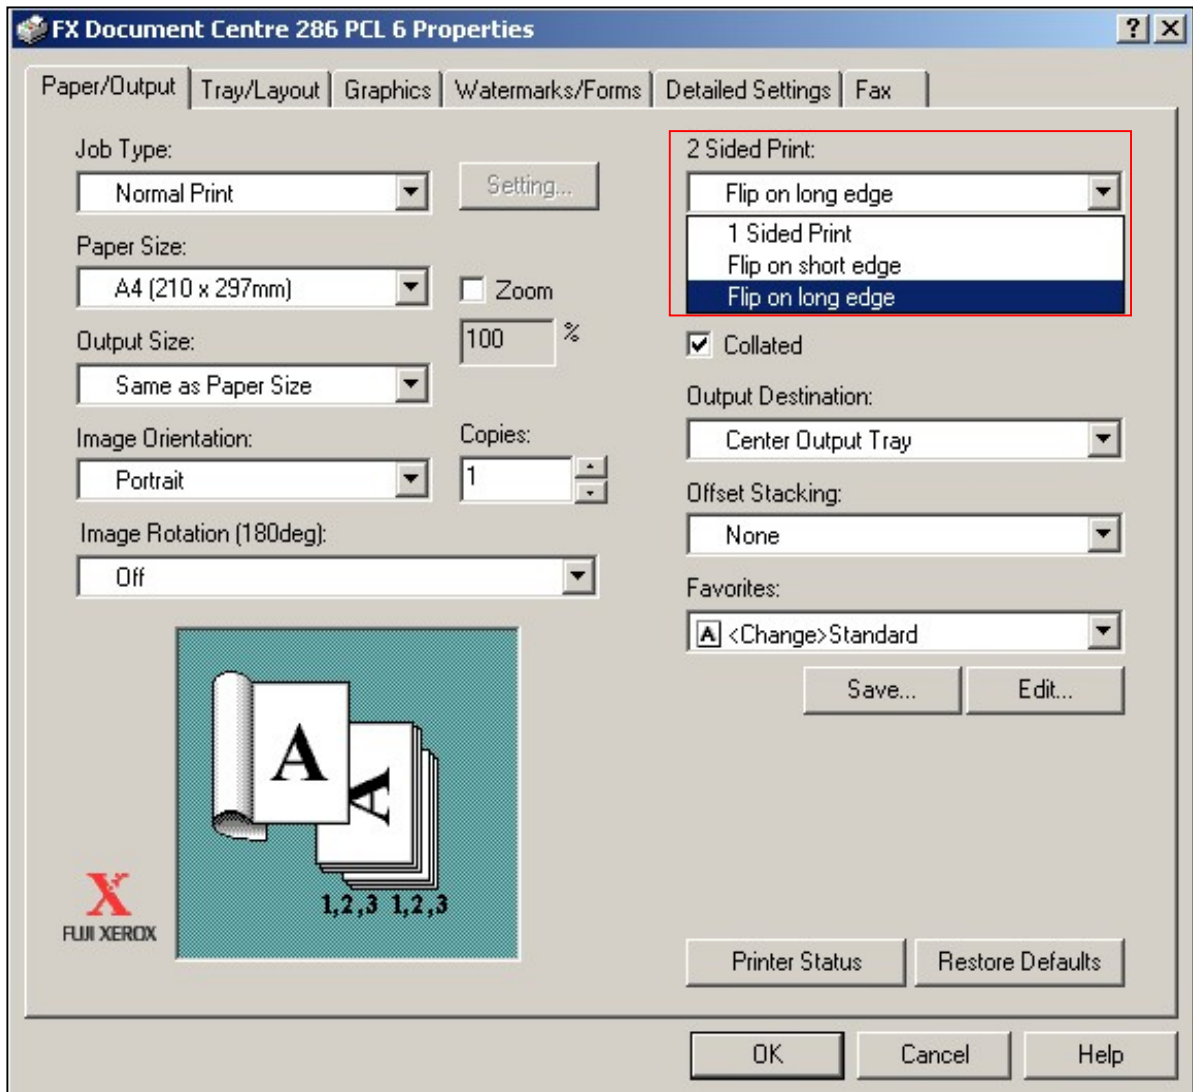 FX Document Centre 286 PCL 6 Properties
Paper/Output
Tray/Layout
Graphics
Watermarks/Forms
Detailed Settings
Fax
Job Type:
Normal Print
Setting...
Paper Size:
A4 (210 x 297mm)
Zoom
100 %
Output Size:
Same as Paper Size
Image Orientation:
Portrait
Copies:
1
Image Rotation (180deg):
Off
A
A
1,2,3 1,2,3
X
FUJI XEROX
2 Sided Print:
Flip on long edge
1 Sided Print
Flip on short edge
Flip on long edge
Collated
Output Destination:
Center Output Tray
Offset Stacking:
None
Favorites:
A <Change>Standard
Save...
Edit...
Printer Status
Restore Defaults
OK
Cancel
Help